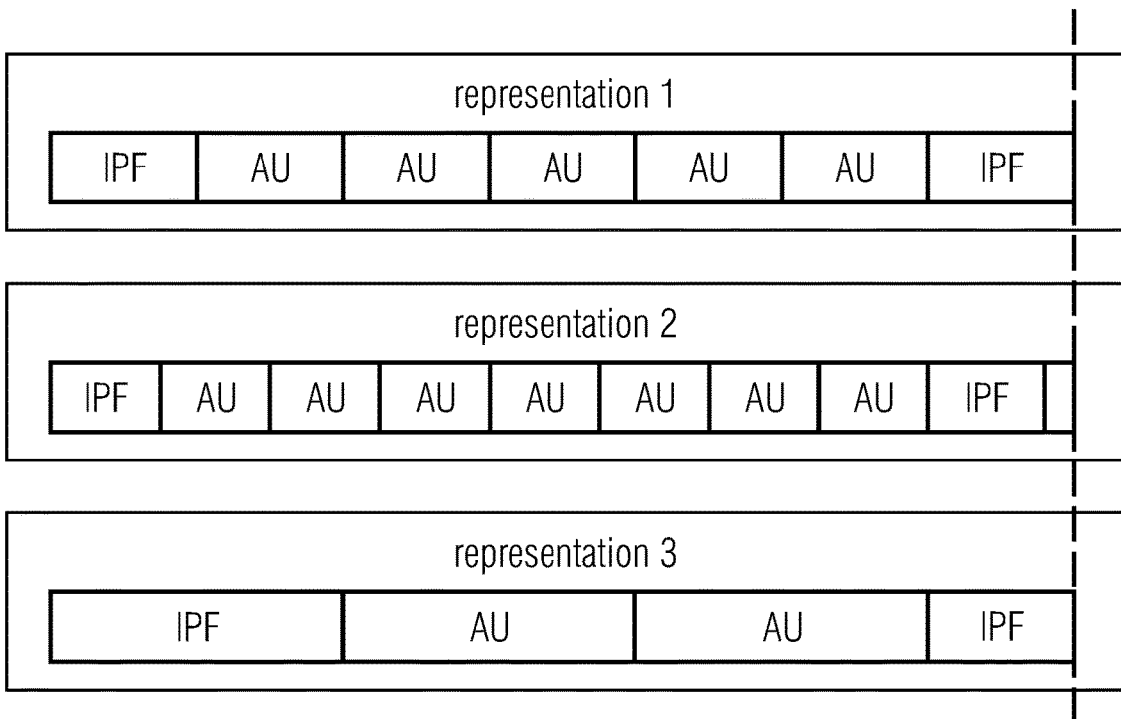 representation 1
IPF AU AU AU AU AU IPF
representation 2
IPF AU AU AU AU AU AU AU IPF
representation 3
IPF AU AU IPF